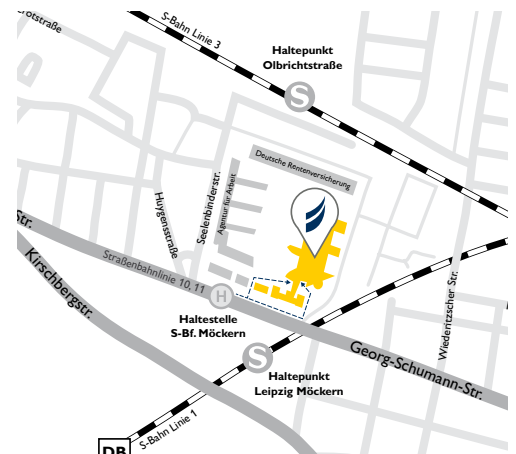 rotstraße
S-Bahn Linie 3
Haltepunkt
Olbrichtstraße
S
Deutsche Rentenversicherung
Seelenbinderstr.
Agentur für Arbeit
Huygensstraße
Str.
Straßenbahnlinie 10, 11
H
Haltestelle
S-Bf. Möckern
Kirschbergstr.
Wiederitzscher Str.
Georg-Schumann-Str.
S
Haltepunkt
Leipzig Möckern
S-Bahn Linie 1
DB